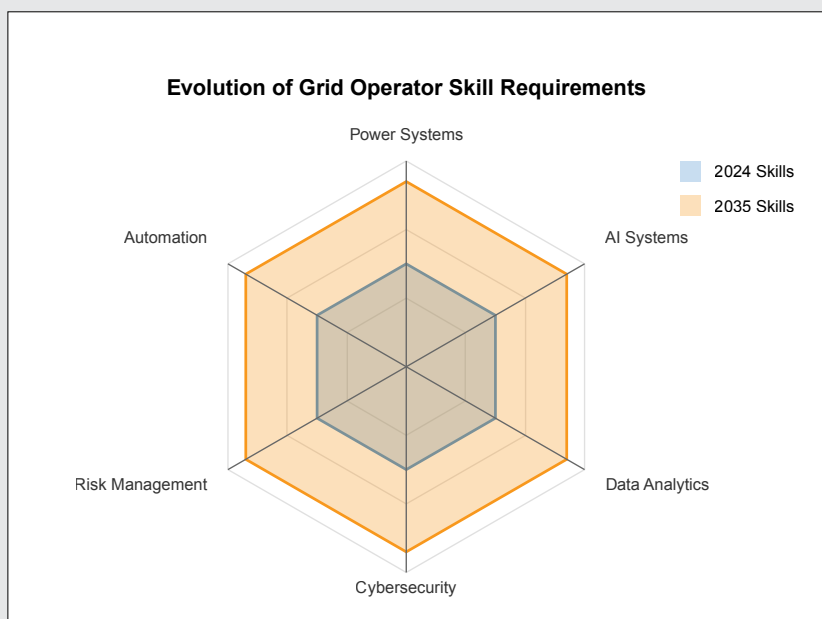 Evolution of Grid Operator Skill Requirements
Power Systems
2024 Skills
2035 Skills
Automation
AI Systems
Risk Management
Data Analytics
Cybersecurity